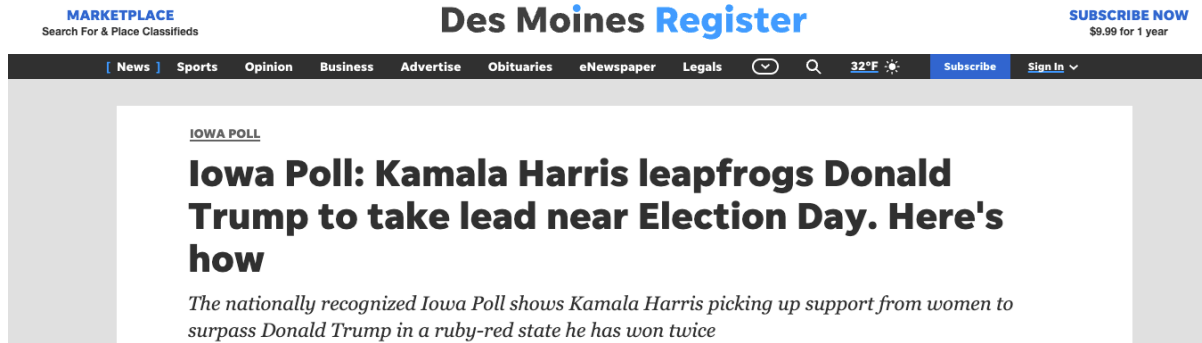 MARKETPLACE
Search For & Place Classifieds
Des Moines Register
SUBSCRIBE NOW
$9.99 for 1 year
[ News ] Sports Opinion Business Advertise Obituaries eNewspaper Legals 32°F Subscribe Sign In
IOWA POLL
Iowa Poll: Kamala Harris leapfrogs Donald
Trump to take lead near Election Day. Here's
how
The nationally recognized Iowa Poll shows Kamala Harris picking up support from women to
surpass Donald Trump in a ruby-red state he has won twice